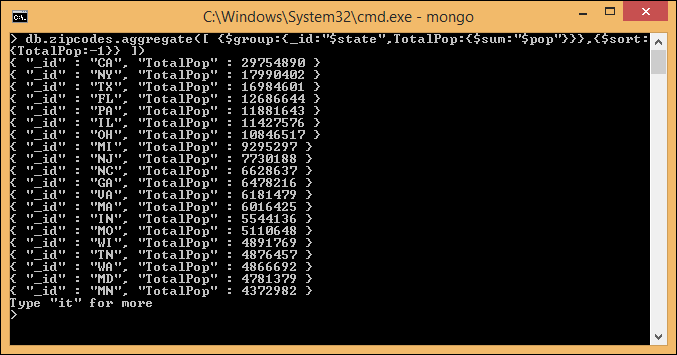 C:\Windows\System32\cmd.exe - mongo
> db.zipcodes.aggregate([ {$group:{_id:"$state",TotalPop:{$sum:"$pop"}}},{$sort:
{TotalPop:-1}} ])
{ "_id" : "CA", "TotalPop" : 29754890 }
{ "_id" : "NY", "TotalPop" : 17990402 }
{ "_id" : "TX", "TotalPop" : 16984601 }
{ "_id" : "FL", "TotalPop" : 12686644 }
{ "_id" : "PA", "TotalPop" : 11881643 }
{ "_id" : "IL", "TotalPop" : 11427576 }
{ "_id" : "OH", "TotalPop" : 10846517 }
{ "_id" : "MI", "TotalPop" : 9295297 }
{ "_id" : "NJ", "TotalPop" : 7730188 }
{ "_id" : "NC", "TotalPop" : 6628637 }
{ "_id" : "GA", "TotalPop" : 6478216 }
{ "_id" : "VA", "TotalPop" : 6181479 }
{ "_id" : "MA", "TotalPop" : 6016425 }
{ "_id" : "IN", "TotalPop" : 5544136 }
{ "_id" : "MO", "TotalPop" : 5110648 }
{ "_id" : "WI", "TotalPop" : 4891769 }
{ "_id" : "TN", "TotalPop" : 4876457 }
{ "_id" : "WA", "TotalPop" : 4866692 }
{ "_id" : "MD", "TotalPop" : 4781379 }
{ "_id" : "MN", "TotalPop" : 4372982 }
Type "it" for more
>